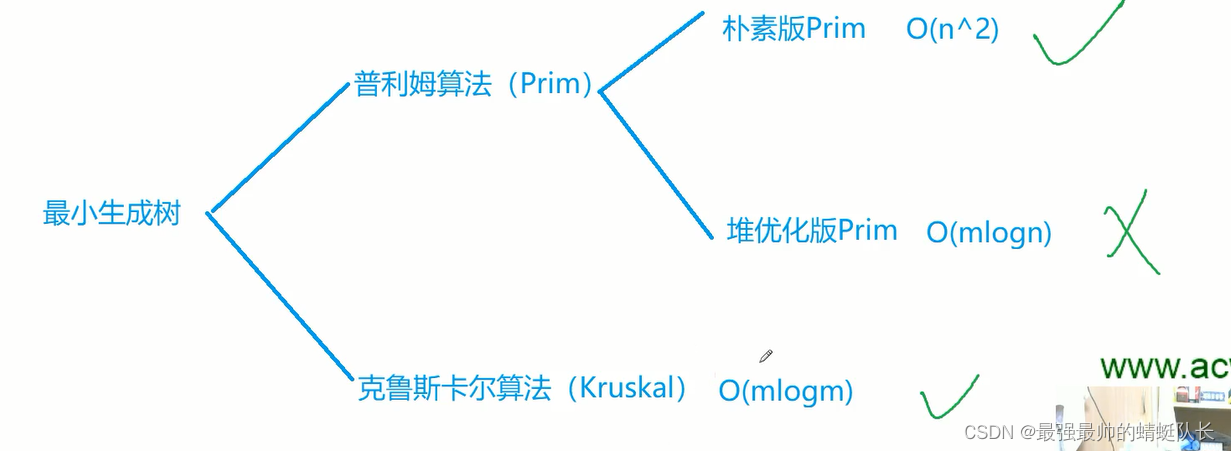 朴素版Prim O(n^2)
普利姆算法（Prim）
最小生成树
堆优化版Prim O(mlogn)
www.ac
克鲁斯卡尔算法（Kruskal） O(mlogm)
CSDN @最强最帅的蜻蜓队长